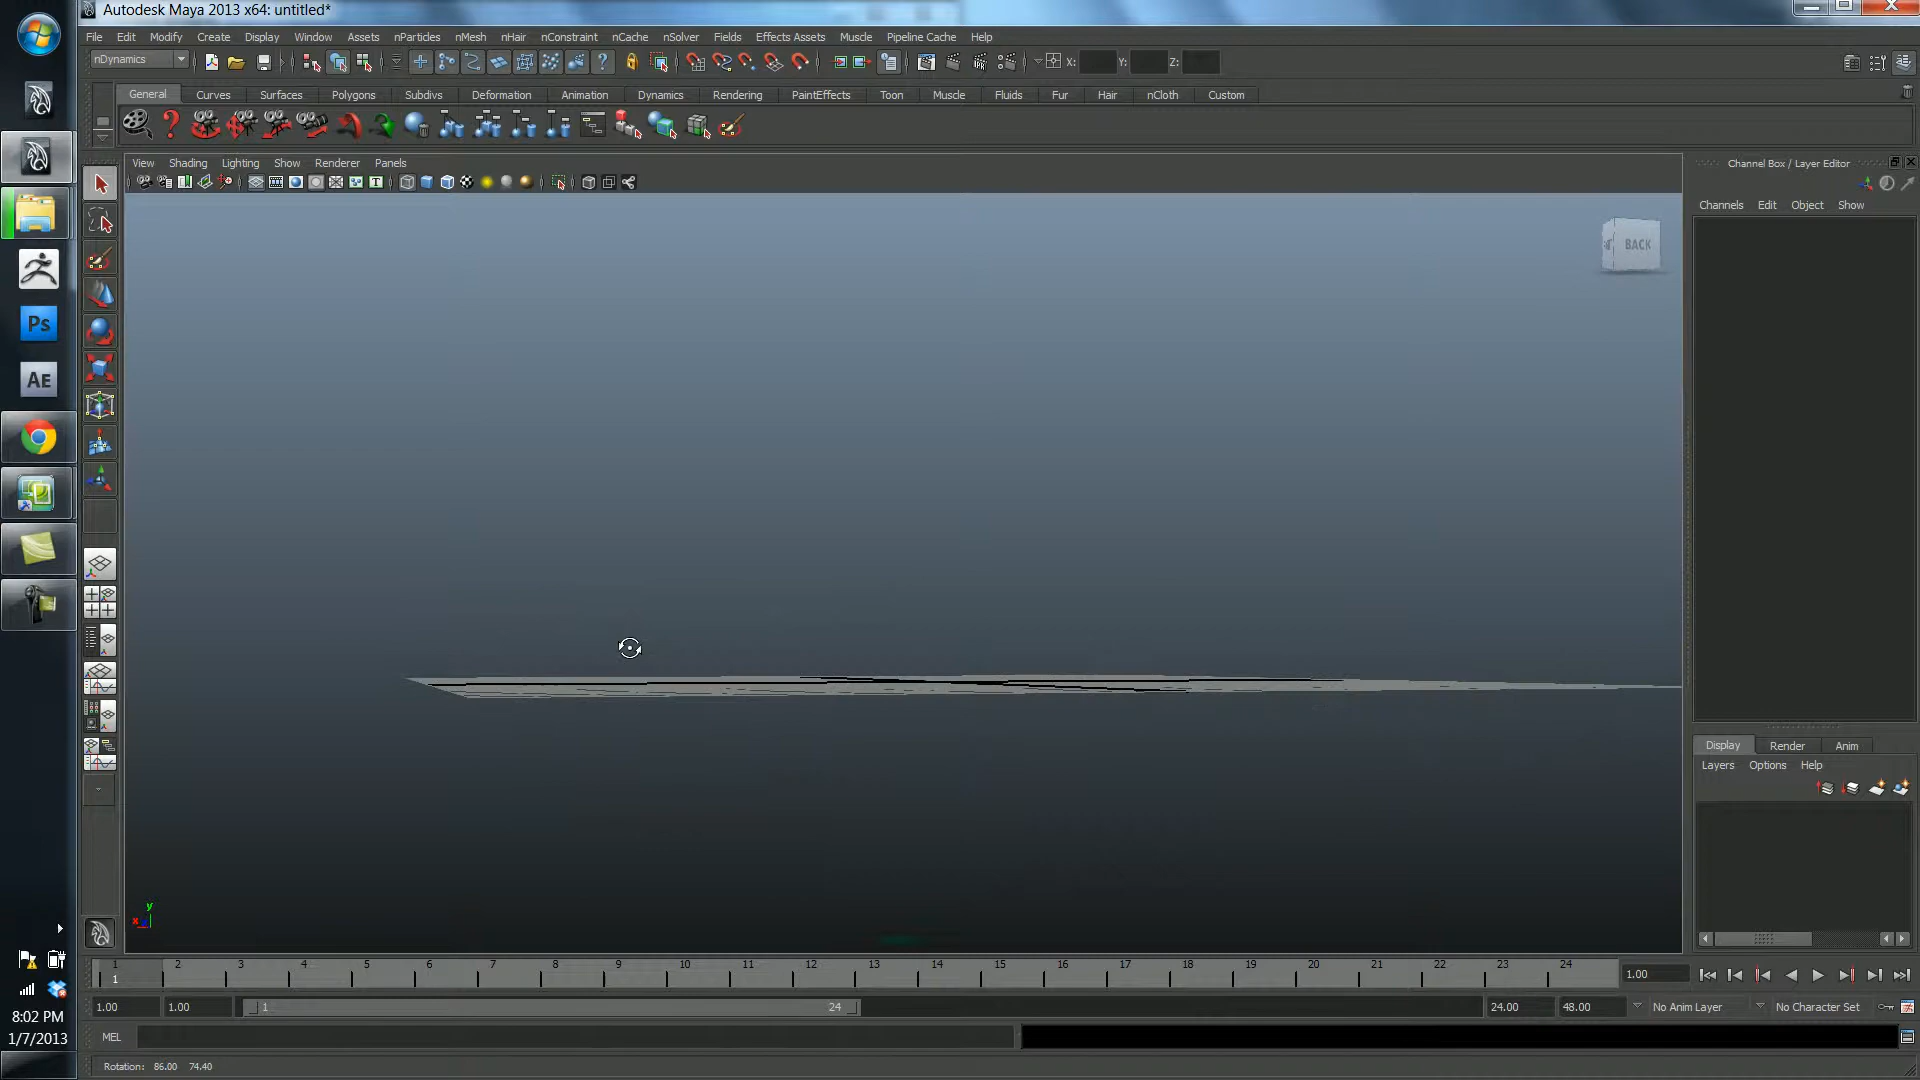 Autodesk Maya 2013 x64: untitled*
File Edit Modify Create Display Window Assets nParticles nMesh nHair nConstraint nCache nSolver Fields Effects Assets Muscle Pipeline Cache Help
nDynamics X: Y: Z:
General Curves Surfaces Polygons Subdivs Deformation Animation Dynamics Rendering PaintEffects Toon Muscle Fluids Fur Hair nCloth Custom
View Shading Lighting Show Renderer Panels
Channel Box / Layer Editor
Channels Edit Object Show
BACK
Ps
AE
Display Render Anim
Layers Options Help
y
x
1 2 3 4 5 6 7 8 9 10 11 12 13 14 15 16 17 18 19 20 21 22 23 24
1
1.00
1.00 1.00 1 24 24.00 48.00 No Anim Layer No Character Set
MEL
Rotation: 86.00 74.40
8:02 PM
1/7/2013